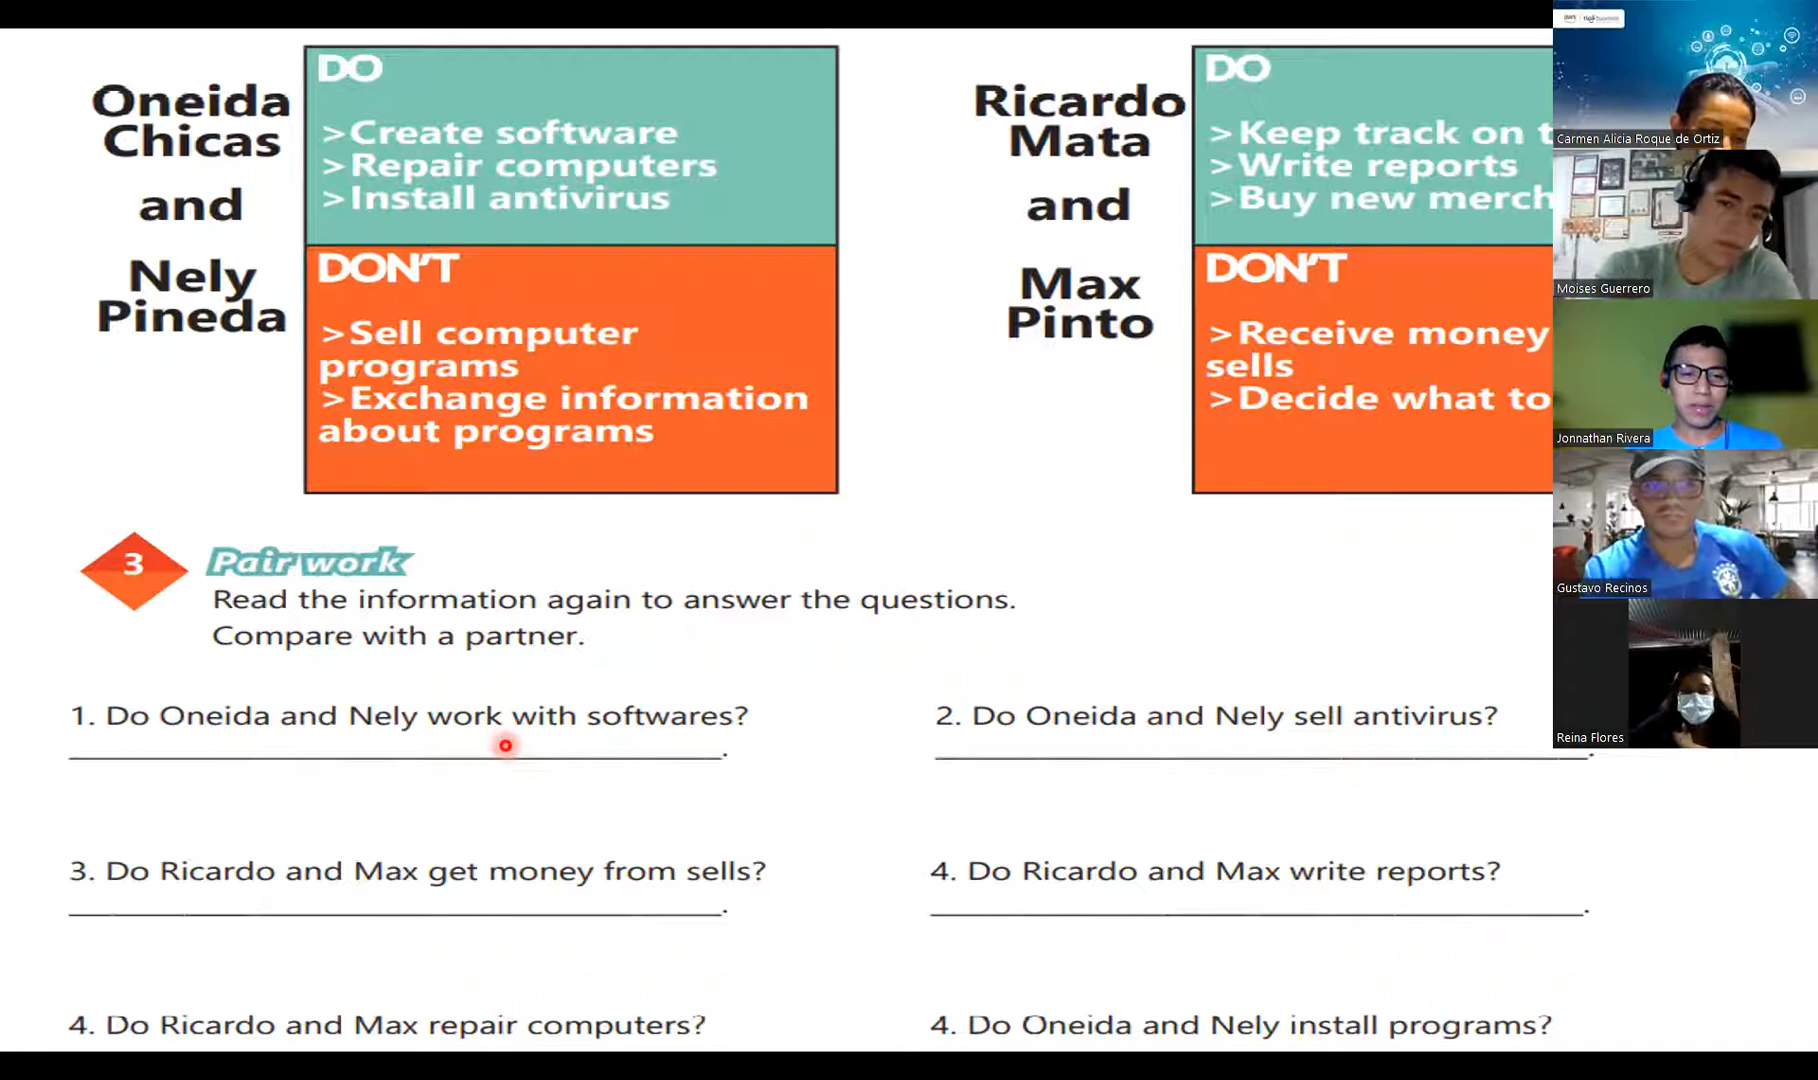 Oneida
Chicas
and
Nely
Pineda
DO
>Create software
>Repair computers
>Install antivirus
DON'T
>Sell computer
programs
>Exchange information
about programs
Ricardo
Mata
and
Max
Pinto
DO
>Keep track on t
>Write reports
>Buy new merch
DON'T
>Receive money
sells
>Decide what to
3
Pair work
Read the information again to answer the questions.
Compare with a partner.
1. Do Oneida and Nely work with softwares?
2. Do Oneida and Nely sell antivirus?
3. Do Ricardo and Max get money from sells?
4. Do Ricardo and Max write reports?
4. Do Ricardo and Max repair computers?
4. Do Oneida and Nely install programs?
aws
tigo business
Carmen Alicia Roque de Ortiz
Moises Guerrero
Jonnathan Rivera
Gustavo Recinos
Reina Flores